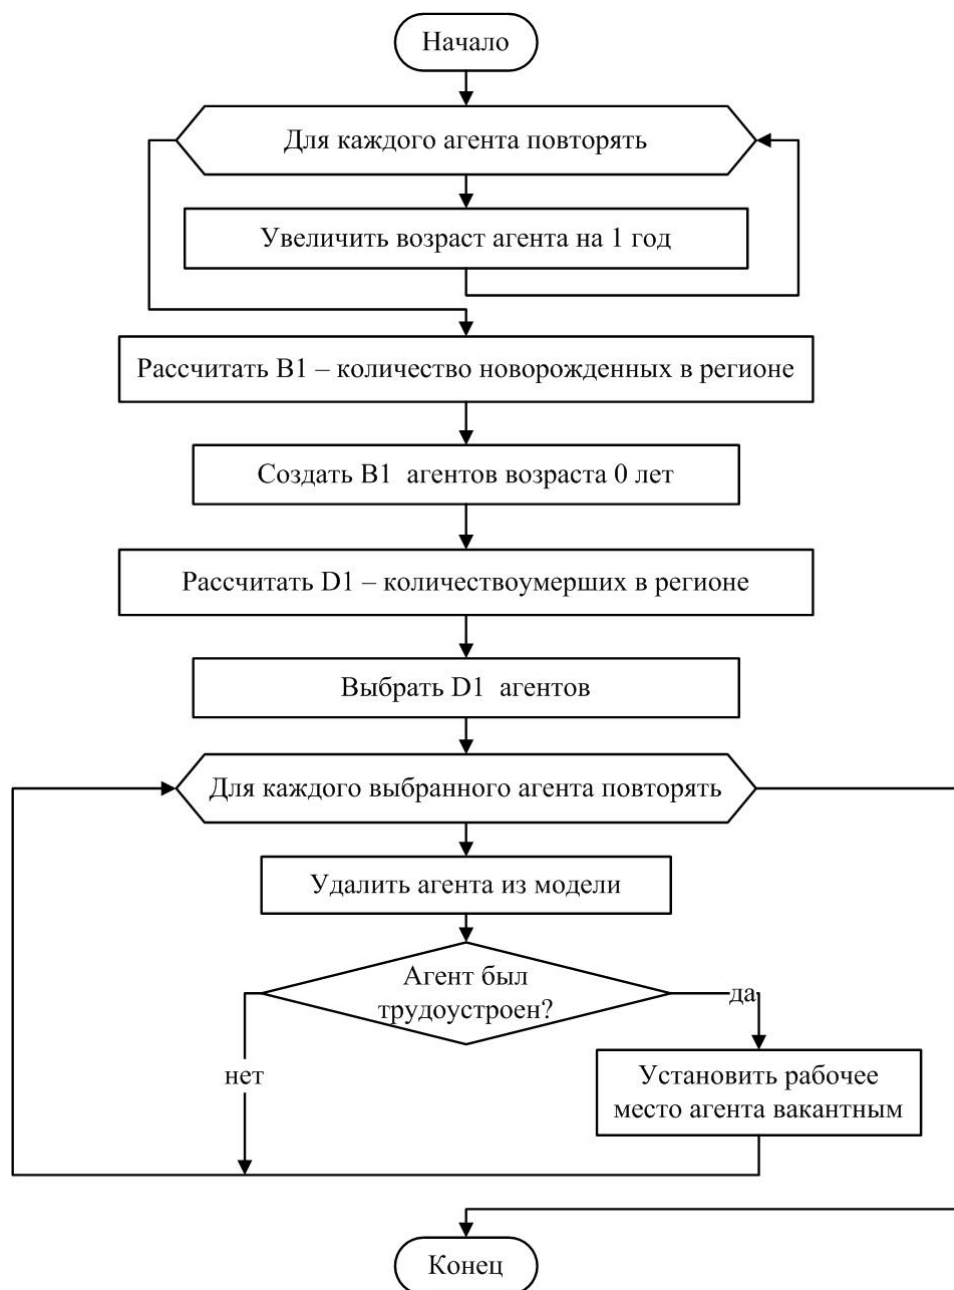 Начало
Для каждого агента повторять
Увеличить возраст агента на 1 год
Рассчитать B1 – количество новорожденных в регионе
Создать B1 агентов возраста 0 лет
Рассчитать D1 – количествоумерших в регионе
Выбрать D1 агентов
Для каждого выбранного агента повторять
Удалить агента из модели
Агент был
трудоустроен?
да
нет
Установить рабочее
место агента вакантным
Конец